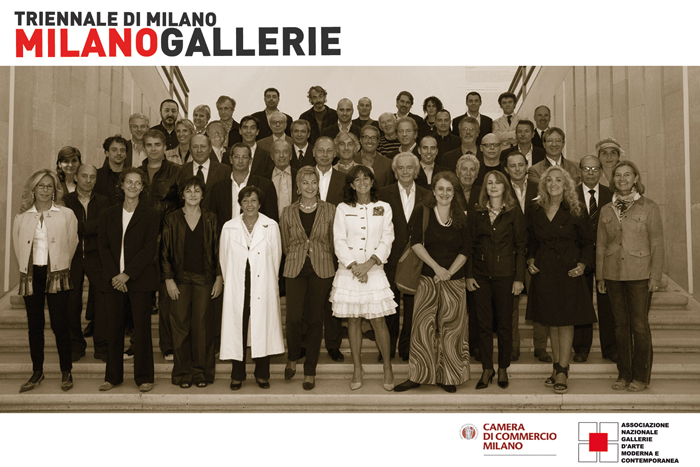 TRIENNALE DI MILANO
MILANOGALLERIE
CAMERA
DI COMMERCIO
MILANO
ASSOCIAZIONE
NAZIONALE
GALLERIE
D'ARTE
MODERNA E
CONTEMPORANEA